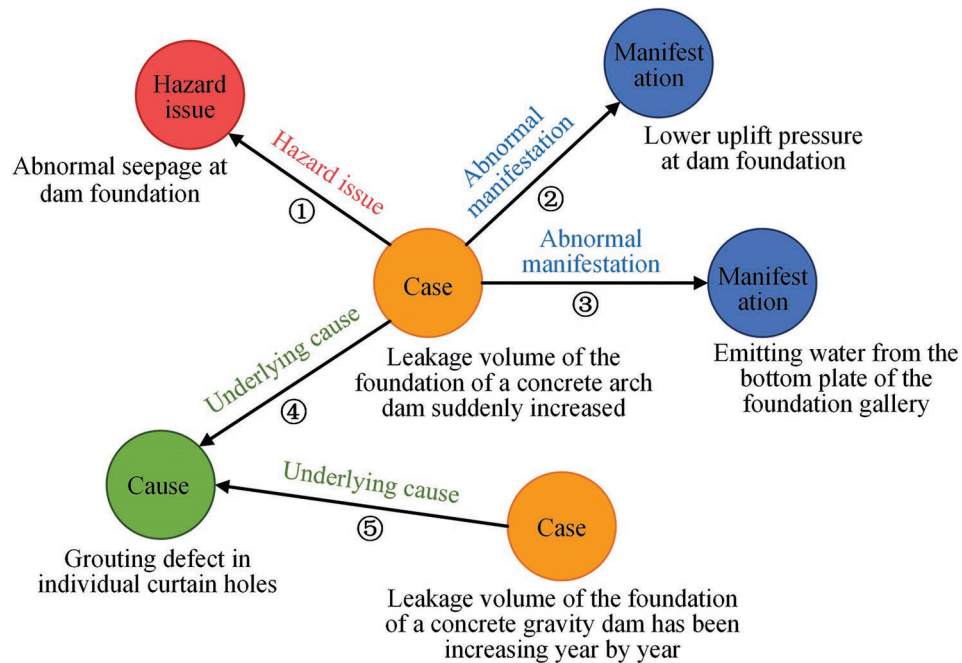 Hazard
issue
Abnormal seepage at
dam foundation
Hazard issue
①
Manifest
ation
Lower uplift pressure
at dam foundation
Abnormal
manifestation
②
Case
Leakage volume of the
foundation of a concrete arch
dam suddenly increased
Abnormal
manifestation
③
Manifest
ation
Emitting water from the
bottom plate of the
foundation gallery
Underlying cause
④
Cause
Grouting defect in
individual curtain holes
Underlying cause
⑤
Case
Leakage volume of the foundation
of a concrete gravity dam has been
increasing year by year